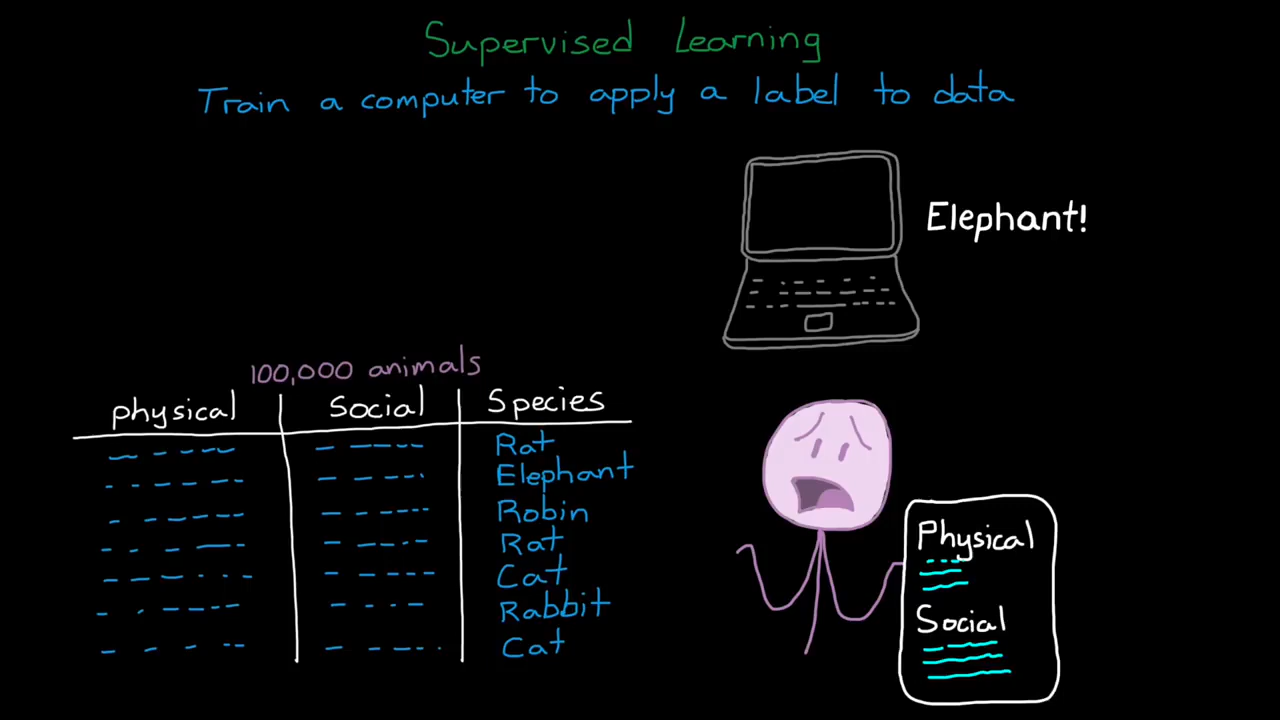 Supervised Learning
Train a computer to apply a label to data
Elephant!
100,000 animals
physical Social Species
Rat
Elephant
Robin
Rat
Cat
Rabbit
Cat
Physical
Social